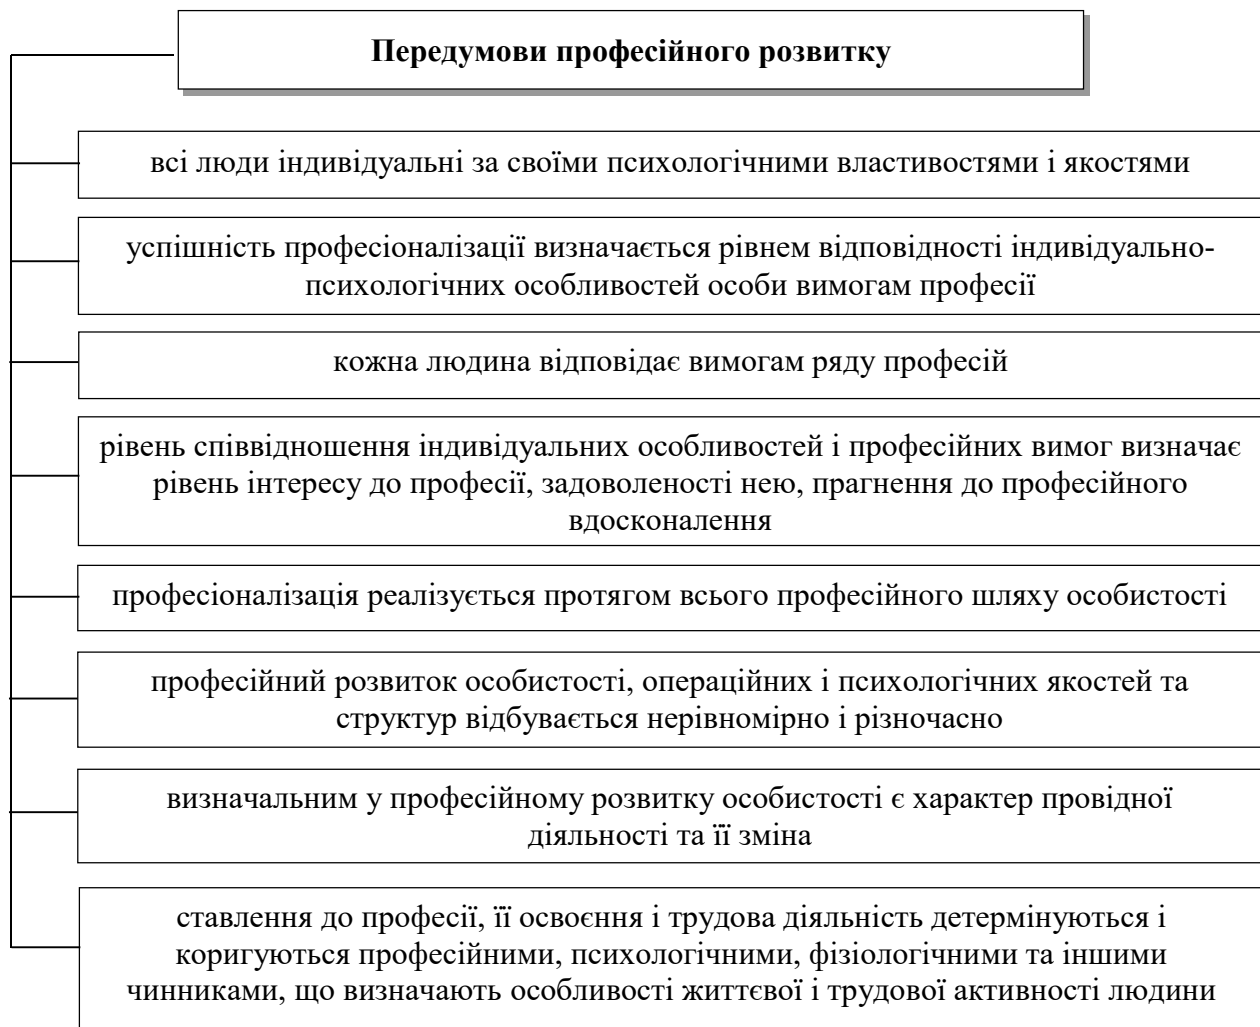 Передумови професійного розвитку
всі люди індивідуальні за своїми психологічними властивостями і якостями
успішність професіоналізації визначається рівнем відповідності індивідуально-
психологічних особливостей особи вимогам професії
кожна людина відповідає вимогам ряду професій
рівень співвідношення індивідуальних особливостей і професійних вимог визначає
рівень інтересу до професії, задоволеності нею, прагнення до професійного
вдосконалення
професіоналізація реалізується протягом всього професійного шляху особистості
професійний розвиток особистості, операційних і психологічних якостей та
структур відбувається нерівномірно і різночасно
визначальним у професійному розвитку особистості є характер провідної
діяльності та її зміна
ставлення до професії, її освоєння і трудова діяльність детермінуються і
коригуються професійними, психологічними, фізіологічними та іншими
чинниками, що визначають особливості життєвої і трудової активності людини